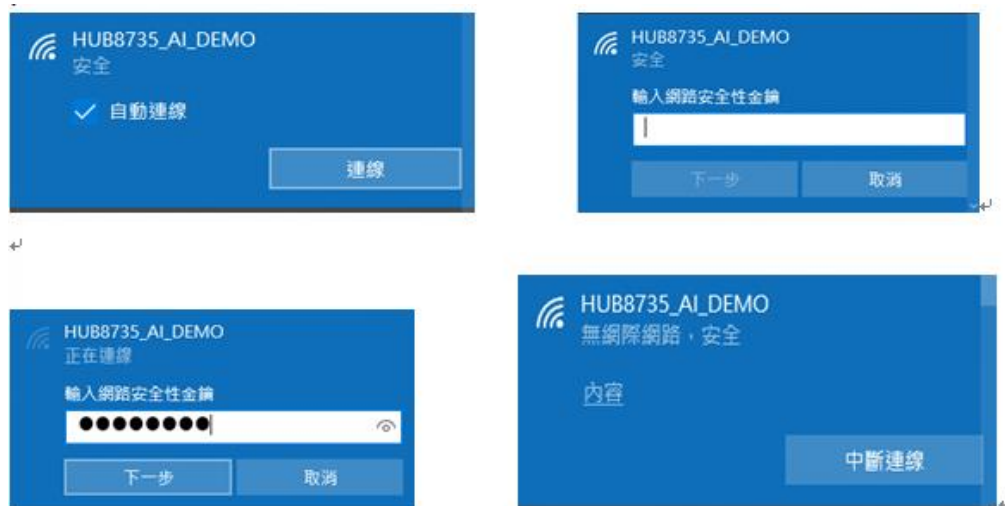 HUB8735_AI_DEMO
安全
自動連線
連線
HUB8735_AI_DEMO
安全
輸入網路安全性金鑰
下一步
取消
HUB8735_AI_DEMO
正在連線
輸入網路安全性金鑰
●●●●●●●●
下一步
取消
HUB8735_AI_DEMO
無網際網路，安全
內容
中斷連線